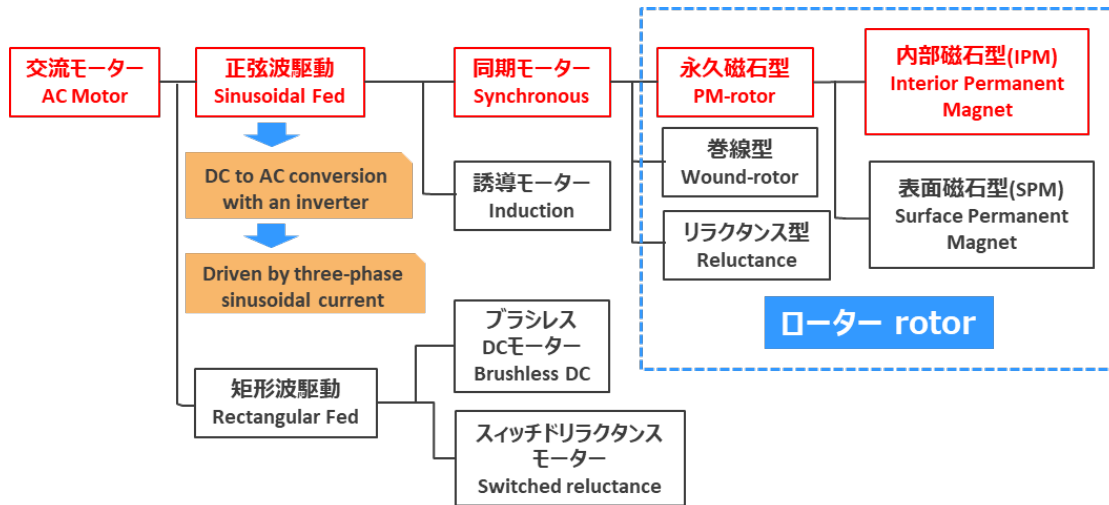 交流モーター
AC Motor
正弦波駆動
Sinusoidal Fed
同期モーター
Synchronous
永久磁石型
PM-rotor
内部磁石型(IPM)
Interior Permanent
Magnet
DC to AC conversion
with an inverter
Driven by three-phase
sinusoidal current
誘導モーター
Induction
巻線型
Wound-rotor
リラクタンス型
Reluctance
表面磁石型(SPM)
Surface Permanent
Magnet
ローター rotor
矩形波駆動
Rectangular Fed
ブラシレス
DCモーター
Brushless DC
スィッチドリラクタンス
モーター
Switched reluctance